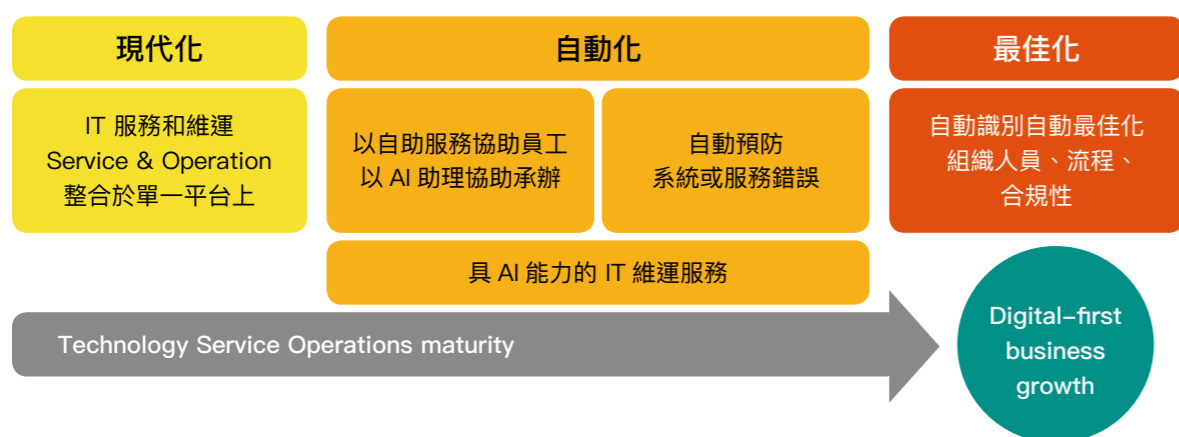 現代化
自動化
最佳化
IT 服務和維運
Service & Operation
整合於單一平台上
以自助服務協助員工
以 AI 助理協助承辦
自動預防
系統或服務錯誤
自動識別自動最佳化
組織人員、流程、
合規性
具 AI 能力的 IT 維運服務
Technology Service Operations maturity
Digital–first
business
growth